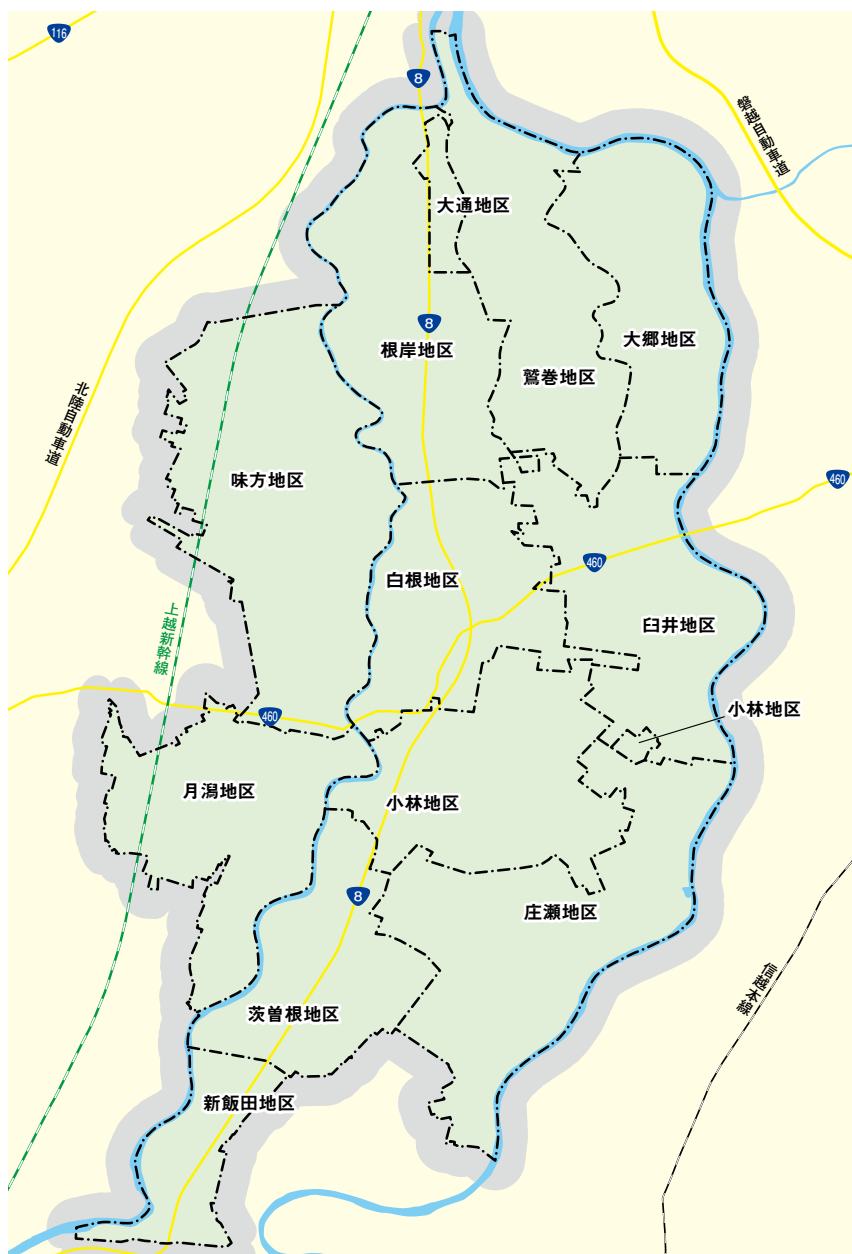 116
8
磐越自動車道
大通地区
8
根岸地区
大郷地区
鷲巻地区
北陸自動車道
味方地区
460
460
白根地区
上越新幹線
臼井地区
小林地区
460
月潟地区
小林地区
8
庄瀬地区
信越本線
茨曽根地区
新飯田地区